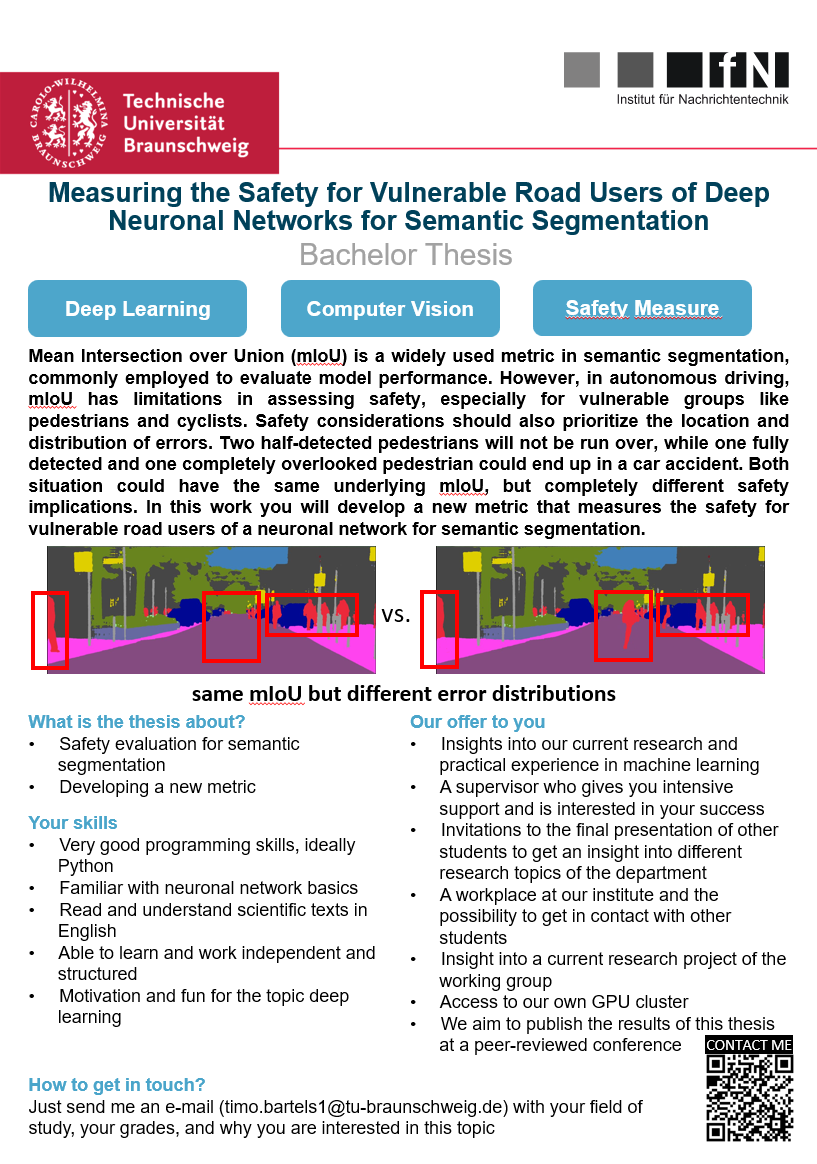 CAROLO-WILHELMINA
BRAUNSCHWEIG
Technische
Universität
Braunschweig
IfN
Institut für Nachrichtentechnik
Measuring the Safety for Vulnerable Road Users of Deep
Neuronal Networks for Semantic Segmentation
Bachelor Thesis
Deep Learning
Computer Vision
Safety Measure
Mean Intersection over Union (mIoU) is a widely used metric in semantic segmentation,
commonly employed to evaluate model performance. However, in autonomous driving,
mIoU has limitations in assessing safety, especially for vulnerable groups like
pedestrians and cyclists. Safety considerations should also prioritize the location and
distribution of errors. Two half-detected pedestrians will not be run over, while one fully
detected and one completely overlooked pedestrian could end up in a car accident. Both
situation could have the same underlying mIoU, but completely different safety
implications. In this work you will develop a new metric that measures the safety for
vulnerable road users of a neuronal network for semantic segmentation.
vs.
same mIoU but different error distributions
What is the thesis about?
• Safety evaluation for semantic
segmentation
• Developing a new metric
Your skills
• Very good programming skills, ideally
Python
• Familiar with neuronal network basics
• Read and understand scientific texts in
English
• Able to learn and work independent and
structured
• Motivation and fun for the topic deep
learning
Our offer to you
• Insights into our current research and
practical experience in machine learning
• A supervisor who gives you intensive
support and is interested in your success
• Invitations to the final presentation of other
students to get an insight into different
research topics of the department
• A workplace at our institute and the
possibility to get in contact with other
students
• Insight into a current research project of the
working group
• Access to our own GPU cluster
• We aim to publish the results of this thesis
at a peer-reviewed conference
CONTACT ME
How to get in touch?
Just send me an e-mail (timo.bartels1@tu-braunschweig.de) with your field of
study, your grades, and why you are interested in this topic